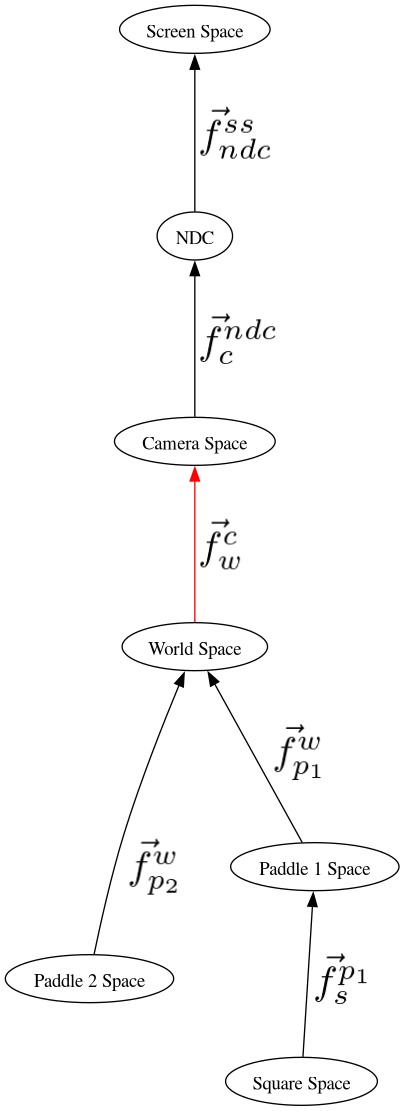 Screen Space
$\vec{f}_{ndc}^{ss}$
NDC
$\vec{f}_{c}^{ndc}$
Camera Space
$\vec{f}_{w}^{c}$
World Space
$\vec{f}_{p_1}^{w}$
$\vec{f}_{p_2}^{w}$
Paddle 1 Space
Paddle 2 Space
$\vec{f}_{s}^{p_1}$
Square Space